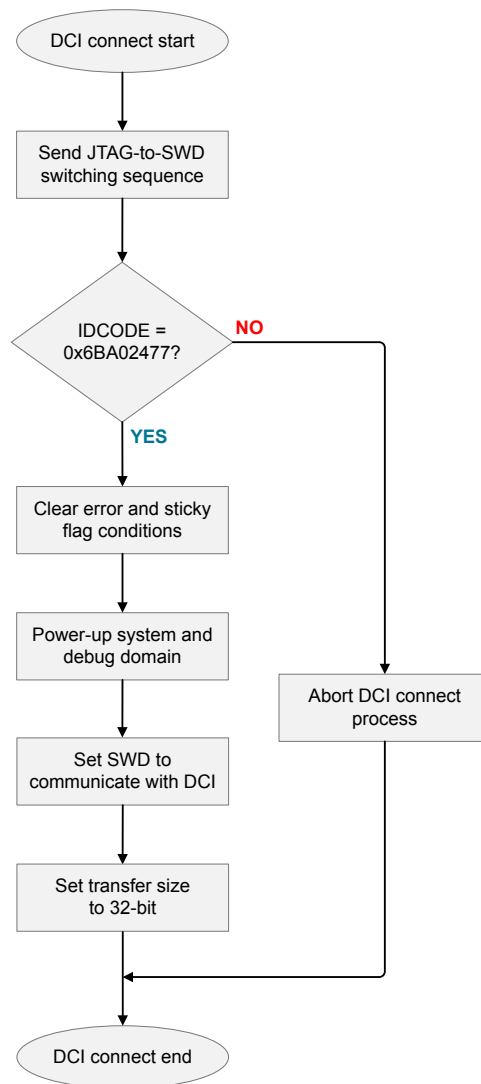 DCI connect start
Send JTAG-to-SWD
switching sequence
IDCODE =
0x6BA02477?
NO
YES
Clear error and sticky
flag conditions
Power-up system and
debug domain
Abort DCI connect
process
Set SWD to
communicate with DCI
Set transfer size
to 32-bit
DCI connect end